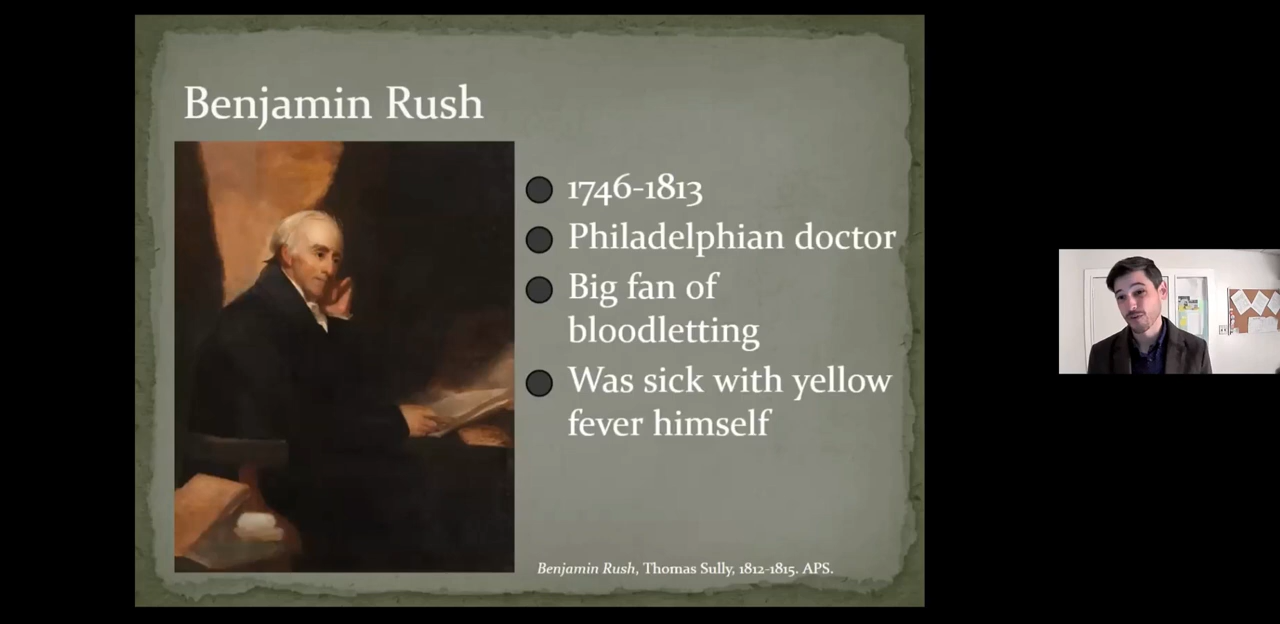 Benjamin Rush
1746-1813
Philadelphian doctor
Big fan of
bloodletting
Was sick with yellow
fever himself
Benjamin Rush, Thomas Sully, 1812-1815. APS.